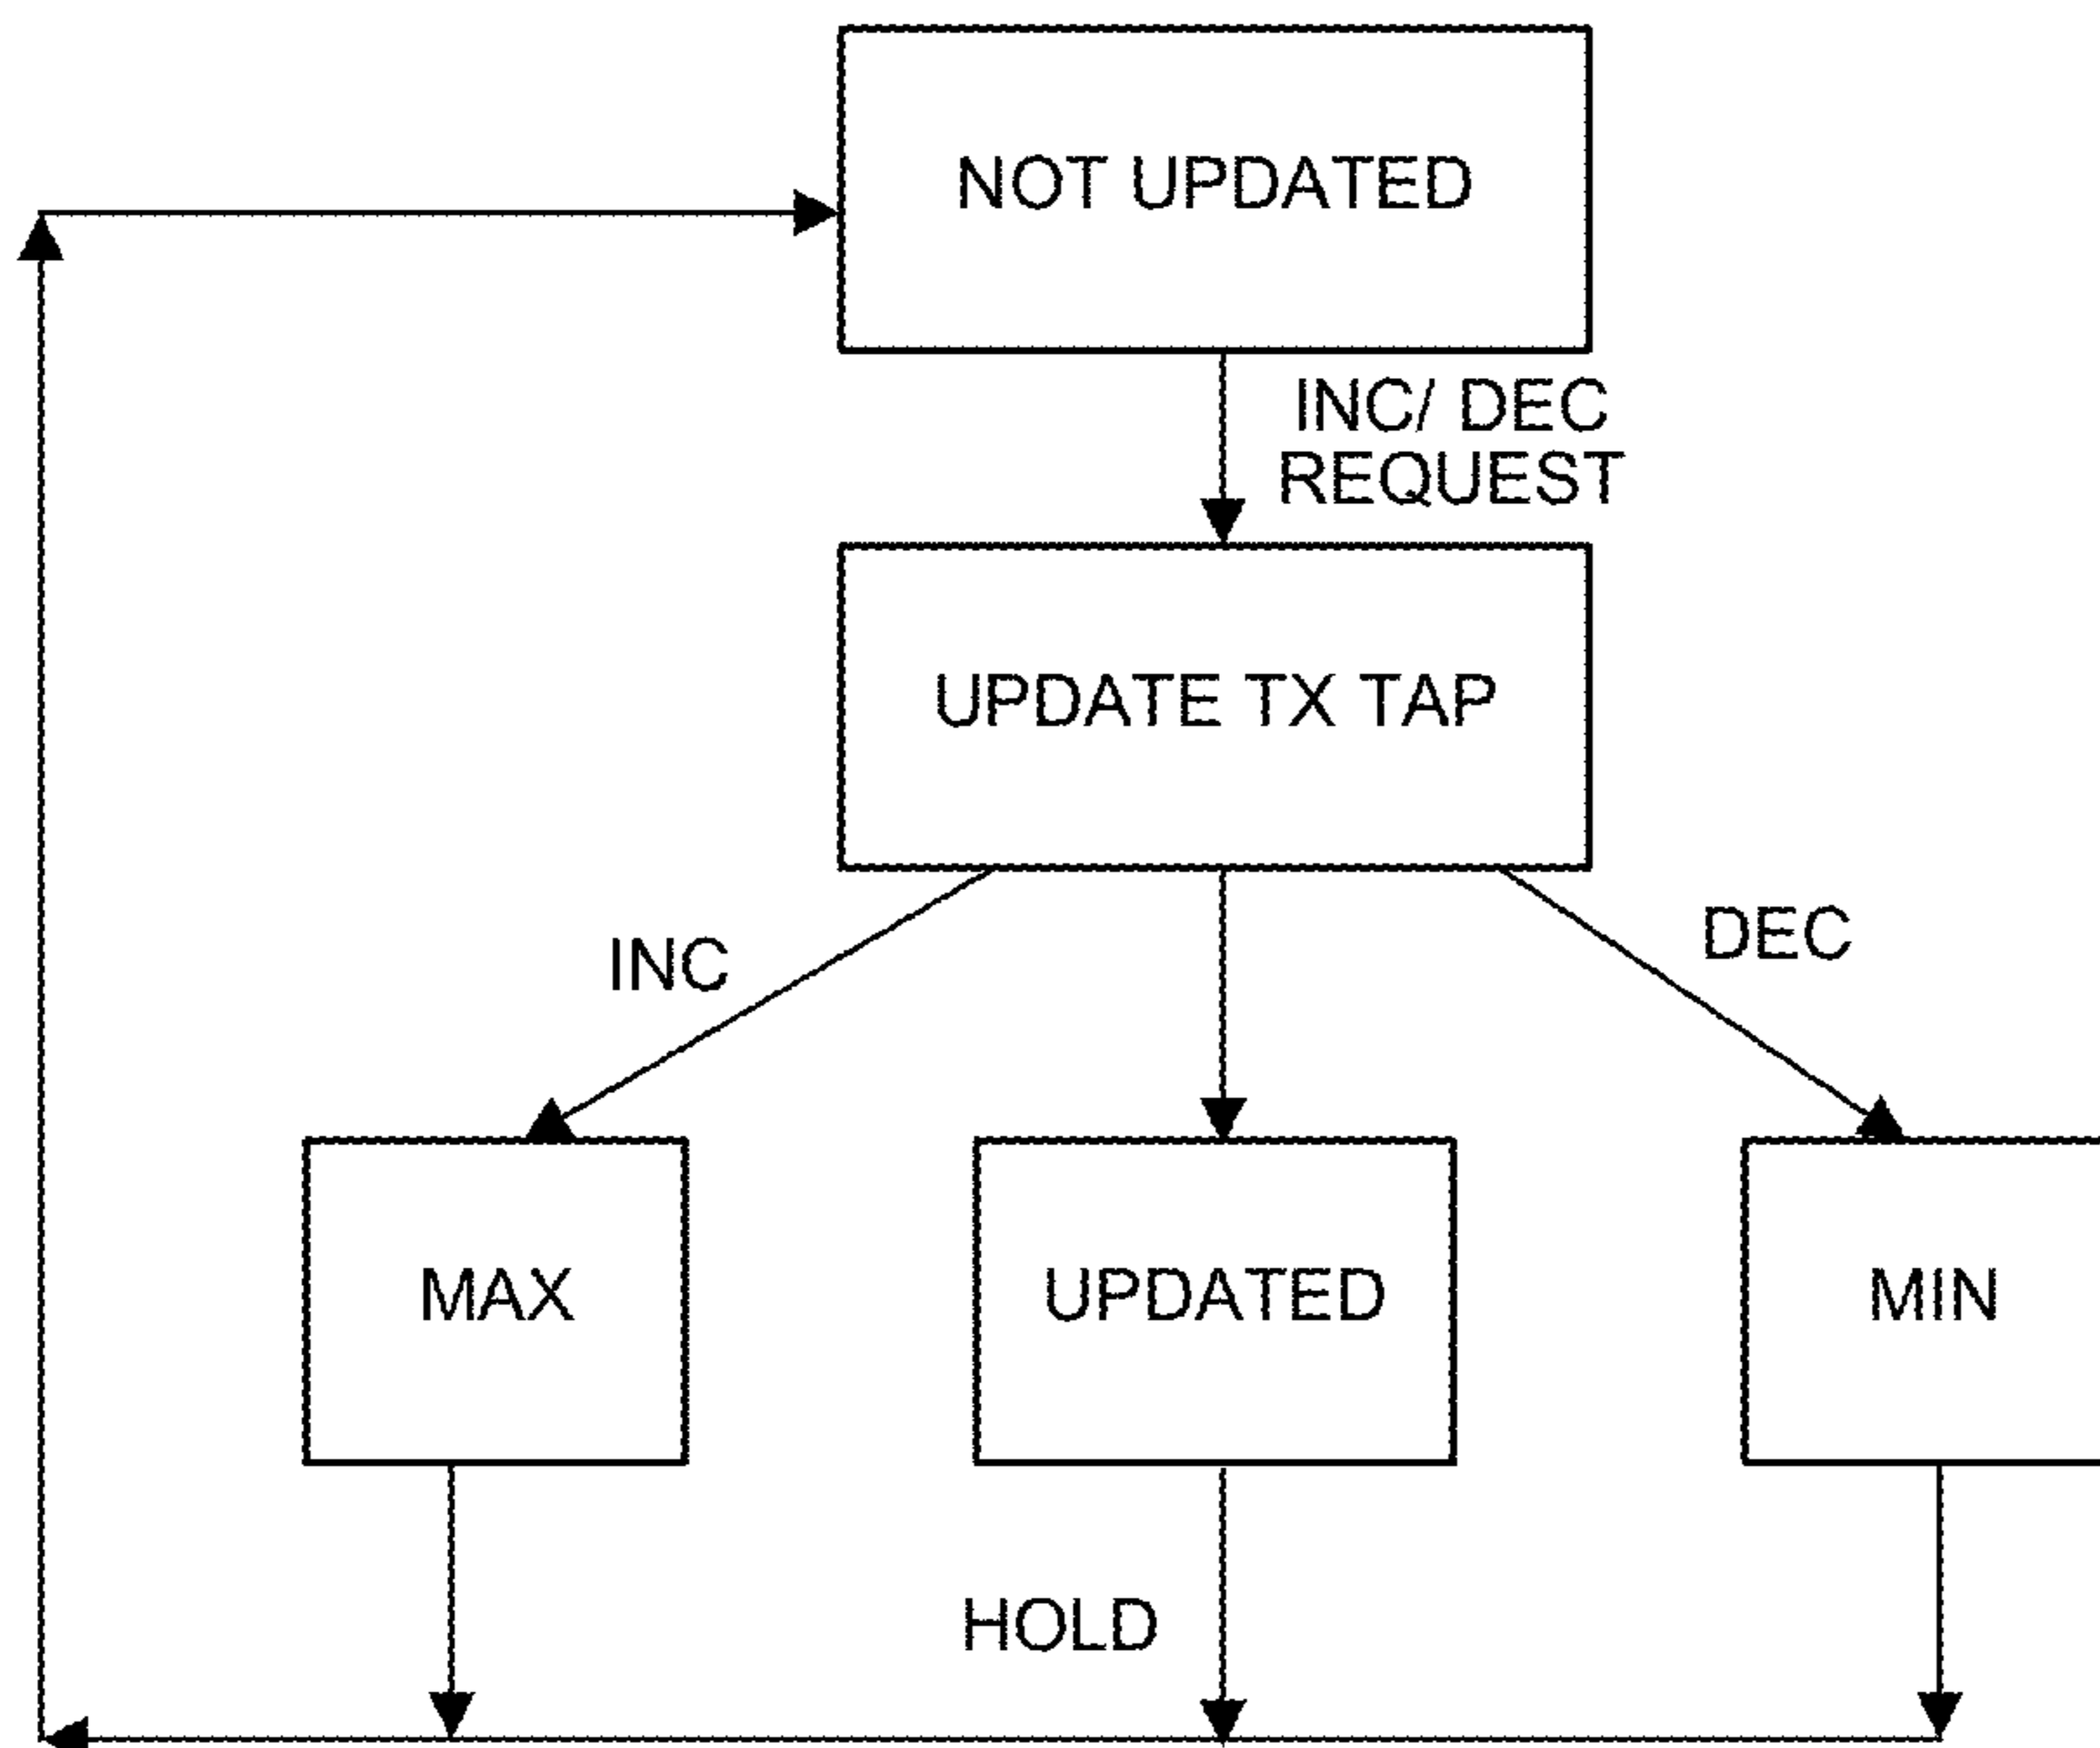 NOT UPDATED
INC/ DEC
REQUEST
UPDATE TX TAP
INC
DEC
MAX
UPDATED
MIN
HOLD